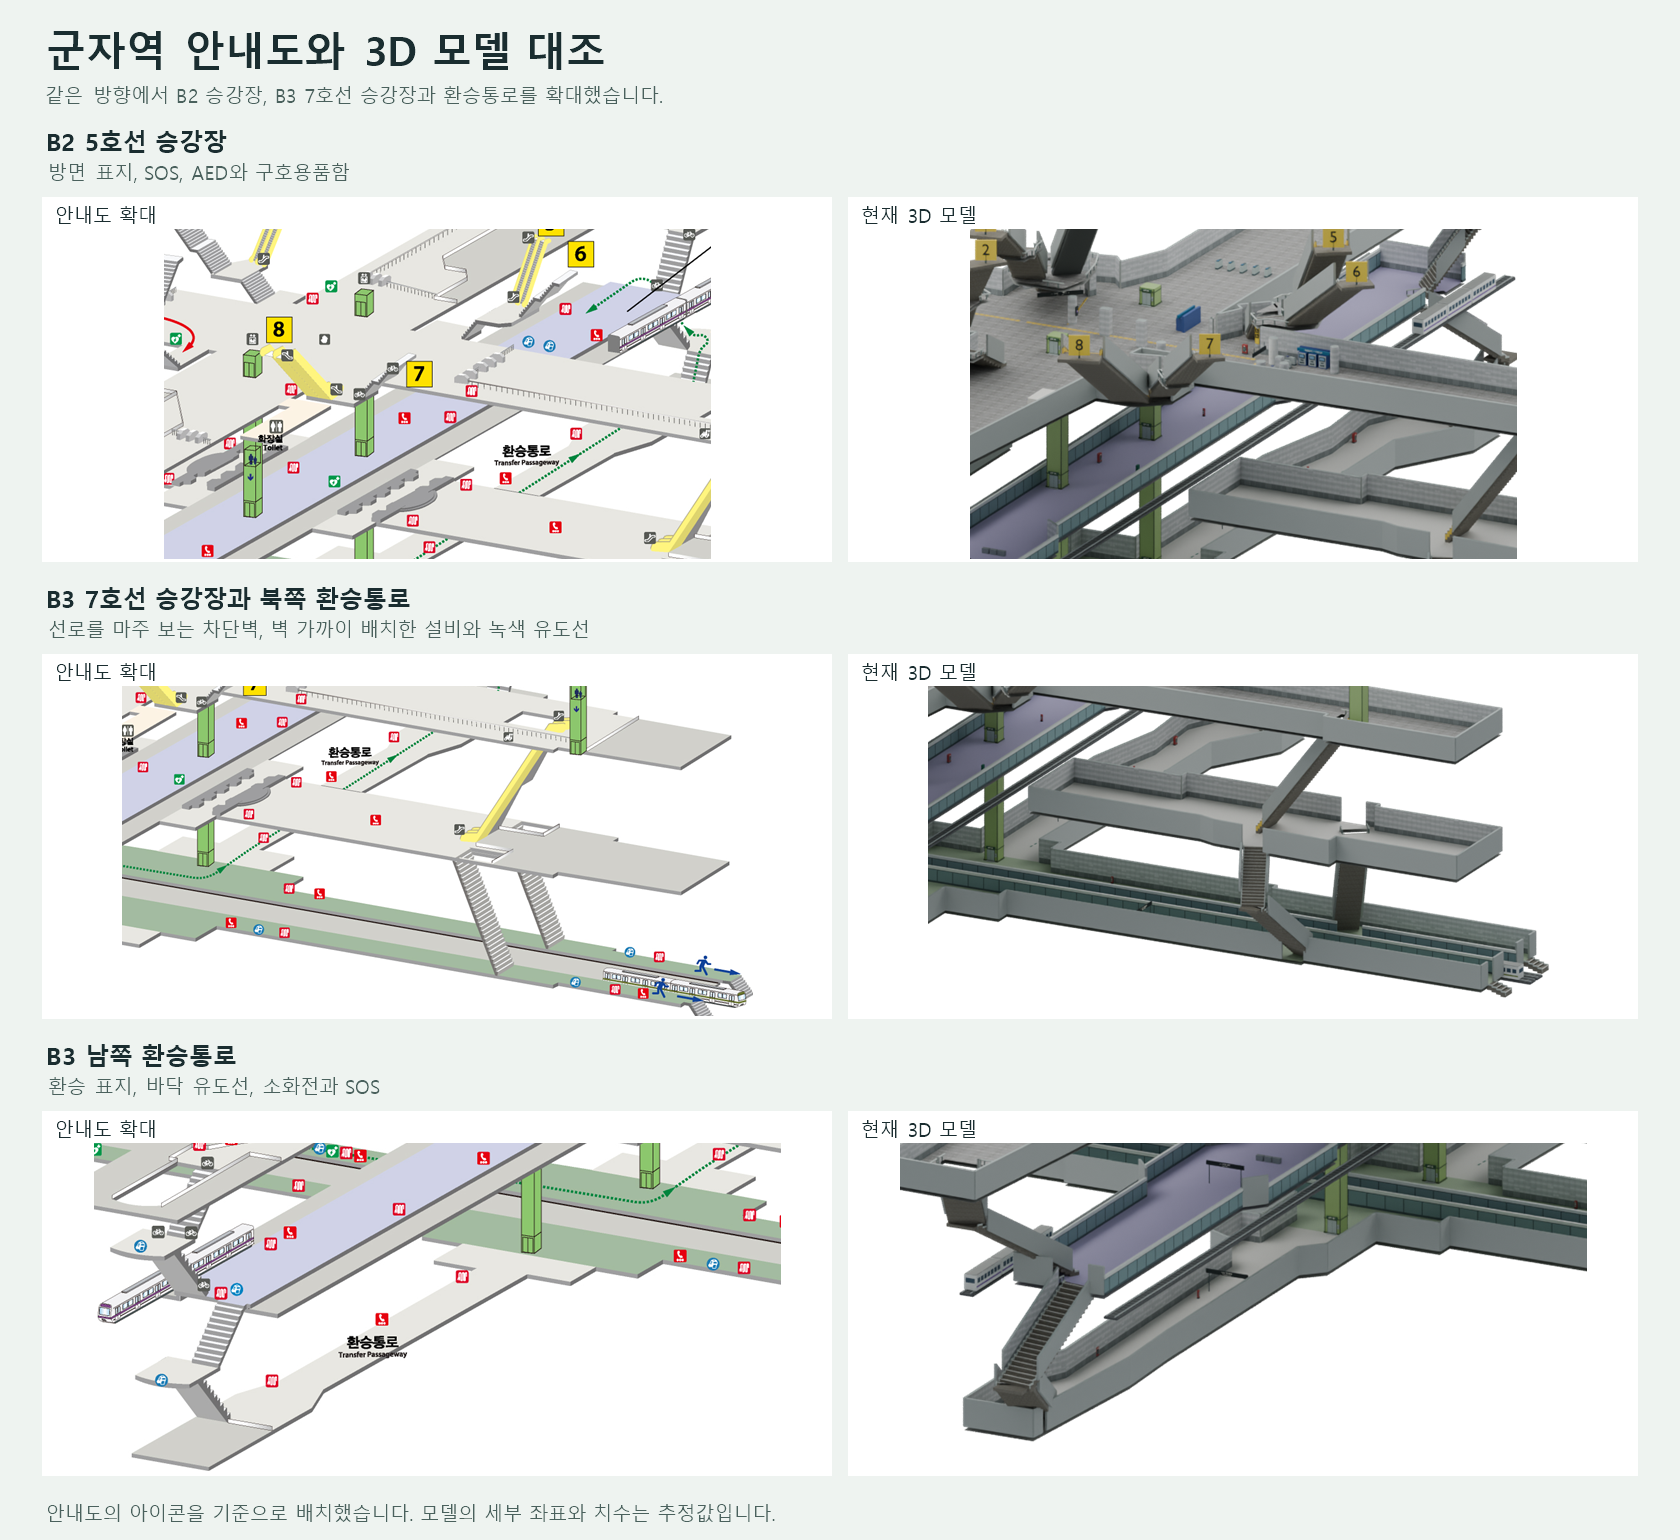 군자역 안내도와 3D 모델 대조
같은 방향에서 B2 승강장, B3 7호선 승강장과 환승통로를 확대했습니다.
B2 5호선 승강장
방면 표지, SOS, AED와 구호용품함
안내도 확대
현재 3D 모델
6
8
7
화장실
Toilet
환승통로
Transfer Passageway
2
5
6
8
7
B3 7호선 승강장과 북쪽 환승통로
선로를 마주 보는 차단벽, 벽 가까이 배치한 설비와 녹색 유도선
안내도 확대
현재 3D 모델
환승통로
Transfer Passageway
B3 남쪽 환승통로
환승 표지, 바닥 유도선, 소화전과 SOS
안내도 확대
현재 3D 모델
환승통로
Transfer Passageway
안내도의 아이콘을 기준으로 배치했습니다. 모델의 세부 좌표와 치수는 추정값입니다.